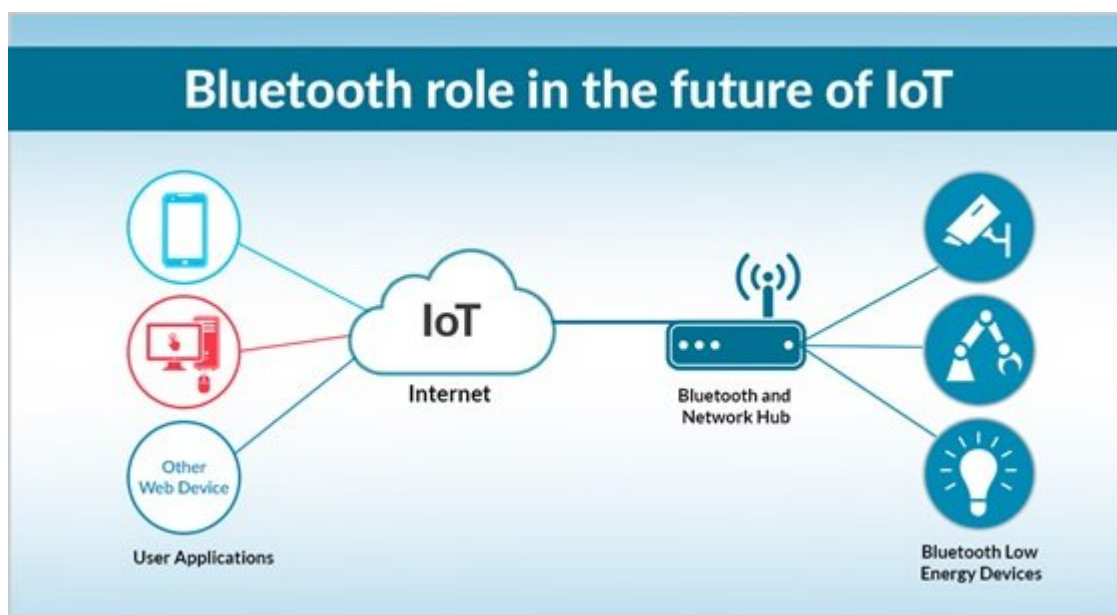 Bluetooth role in the future of IoT
IoT
Internet
Bluetooth and
Network Hub
Other
Web Device
User Applications
Bluetooth Low
Energy Devices